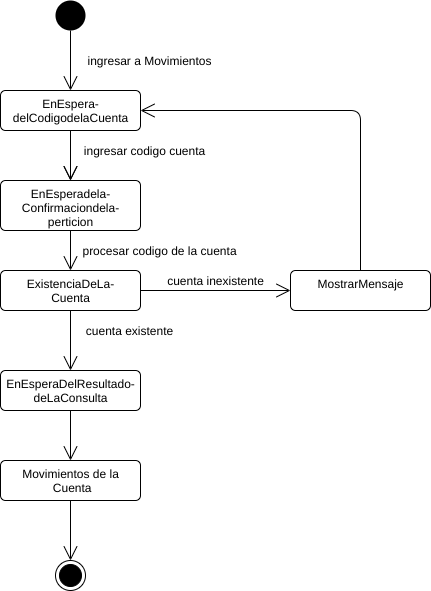 ingresar a Movimientos
EnEspera-
delCodigodelaCuenta
ingresar codigo cuenta
EnEsperadela-
Confirmaciondela-
perticion
procesar codigo de la cuenta
ExistenciaDeLa-
Cuenta
cuenta inexistente
MostrarMensaje
cuenta existente
EnEsperaDelResultado-
deLaConsulta
Movimientos de la
Cuenta